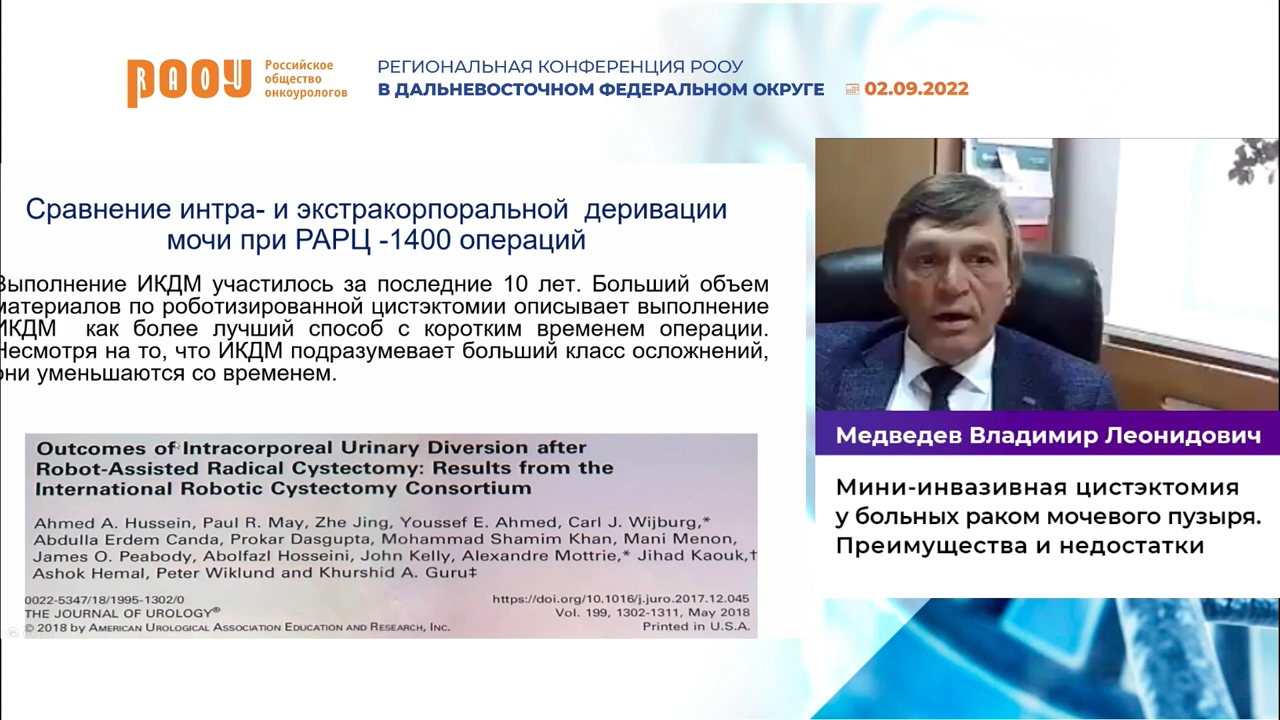 РООУ
RAOU
Российское
общество
онкоурологов
РЕГИОНАЛЬНАЯ КОНФЕРЕНЦИЯ РООУ
В ДАЛЬНЕВОСТОЧНОМ ФЕДЕРАЛЬНОМ ОКРУГЕ
02.09.2022
Сравнение интра- и экстракорпоральной деривации
мочи при РАРЦ -1400 операций
Выполнение ИКДМ участилось за последние 10 лет. Больший объем
материалов по роботизированной цистэктомии описывает выполнение
ИКДМ как более лучший способ с коротким временем операции.
Несмотря на то, что ИКДМ подразумевает больший класс осложнений,
они уменьшаются со временем.
Outcomes of Intracorporeal Urinary Diversion after
Robot-Assisted Radical Cystectomy: Results from the
International Robotic Cystectomy Consortium
Ahmed A. Hussein, Paul R. May, Zhe Jing, Youssef E. Ahmed, Carl J. Wijburg,*
Abdulla Erdem Canda, Prokar Dasgupta, Mohammad Shamim Khan, Mani Menon,
James O. Peabody, Abolfazl Hosseini, John Kelly, Alexandre Mottrie,* Jihad Kaouk,†
Ashok Hemal, Peter Wiklund and Khurshid A. Guru‡
0022-5347/18/1995-1302/0
THE JOURNAL OF UROLOGY®
© 2018 by AMERICAN UROLOGICAL ASSOCIATION EDUCATION AND RESEARCH, INC.
https://doi.org/10.1016/j.juro.2017.12.045
Vol. 199, 1302-1311, May 2018
Printed in U.S.A.
Медведев Владимир Леонидович
Мини-инвазивная цистэктомия
у больных раком мочевого пузыря.
Преимущества и недостатки